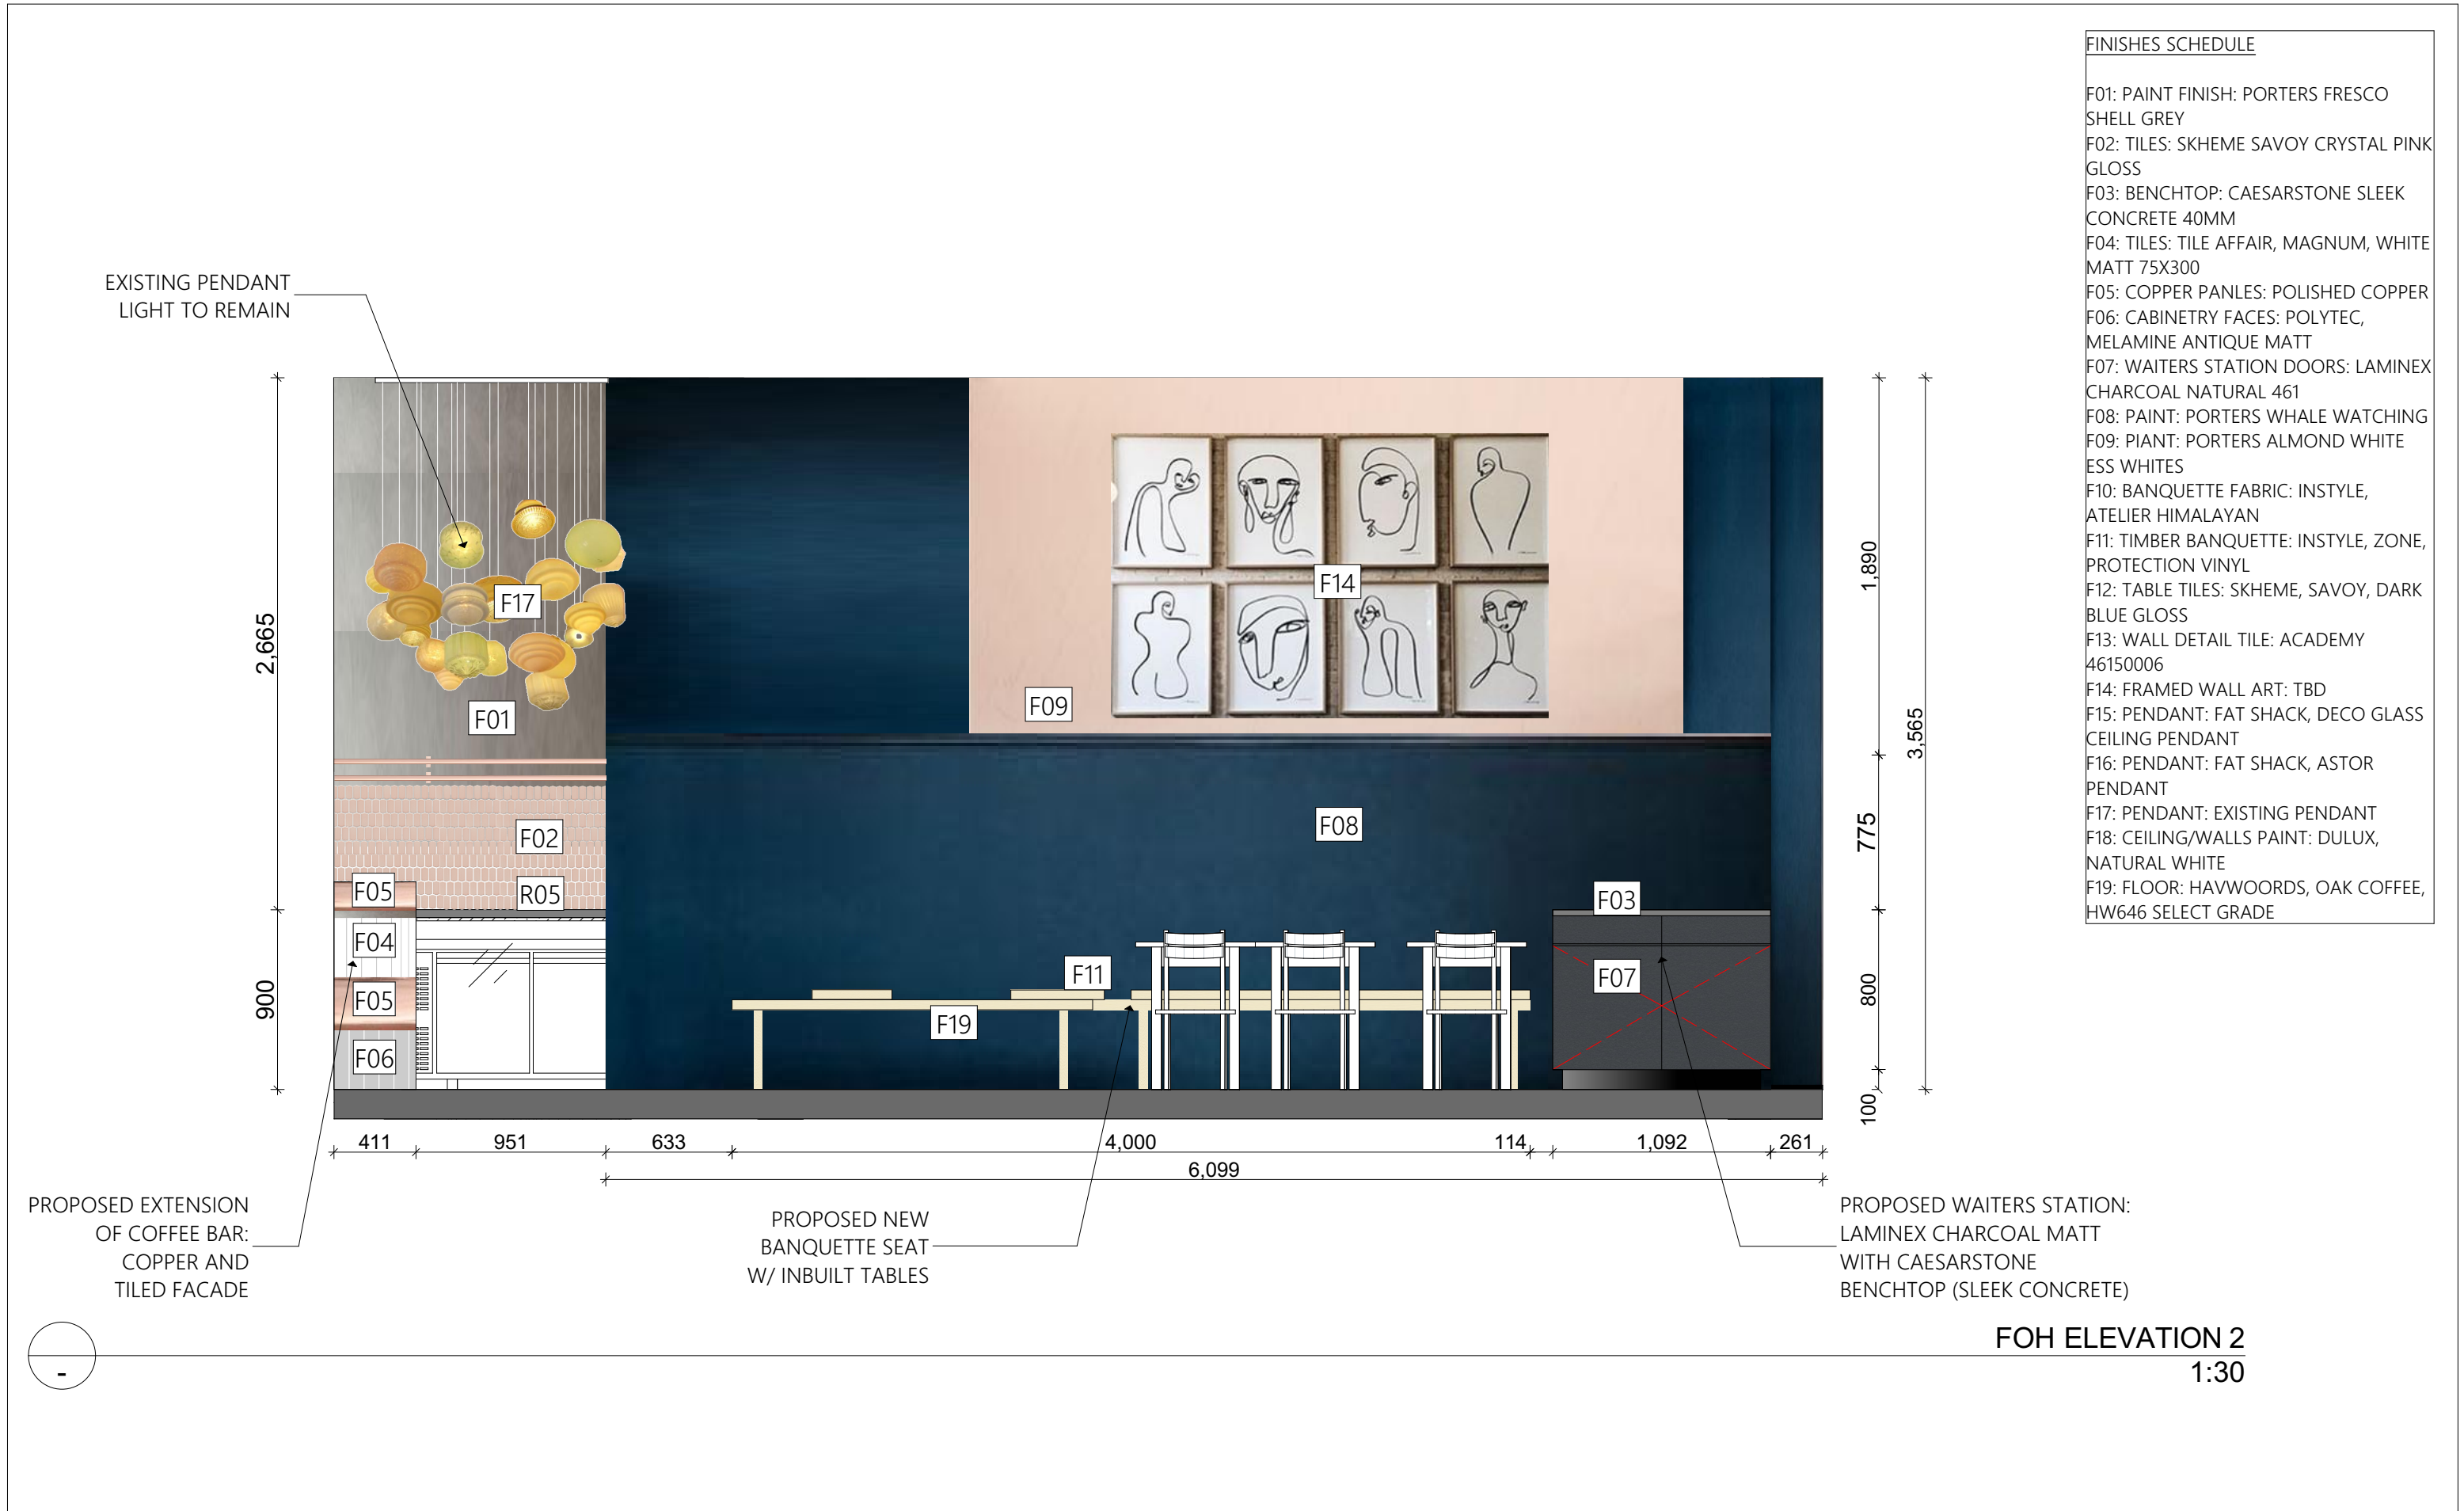 FINISHES SCHEDULE
F01: PAINT FINISH: PORTERS FRESCO
SHELL GREY
F02: TILES: SKHEME SAVOY CRYSTAL PINK
GLOSS
F03: BENCHTOP: CAESARSTONE SLEEK
CONCRETE 40MM
F04: TILES: TILE AFFAIR, MAGNUM, WHITE
MATT 75X300
F05: COPPER PANLES: POLISHED COPPER
F06: CABINETRY FACES: POLYTEC,
MELAMINE ANTIQUE MATT
F07: WAITERS STATION DOORS: LAMINEX
CHARCOAL NATURAL 461
F08: PAINT: PORTERS WHALE WATCHING
F09: PIANT: PORTERS ALMOND WHITE
ESS WHITES
F10: BANQUETTE FABRIC: INSTYLE,
ATELIER HIMALAYAN
F11: TIMBER BANQUETTE: INSTYLE, ZONE,
PROTECTION VINYL
F12: TABLE TILES: SKHEME, SAVOY, DARK
BLUE GLOSS
F13: WALL DETAIL TILE: ACADEMY
46150006
F14: FRAMED WALL ART: TBD
F15: PENDANT: FAT SHACK, DECO GLASS
CEILING PENDANT
F16: PENDANT: FAT SHACK, ASTOR
PENDANT
F17: PENDANT: EXISTING PENDANT
F18: CEILING/WALLS PAINT: DULUX,
NATURAL WHITE
F19: FLOOR: HAVWOORDS, OAK COFFEE,
HW646 SELECT GRADE
EXISTING PENDANT
LIGHT TO REMAIN
2,665
900
F17
F01
F02
R05
F05
F04
F05
F06
F09
F14
F08
F11
F19
F03
F07
1,890
775
800
100
3,565
411
951
633
4,000
114
1,092
261
6,099
PROPOSED EXTENSION
OF COFFEE BAR:
COPPER AND
TILED FACADE
PROPOSED NEW
BANQUETTE SEAT
W/ INBUILT TABLES
PROPOSED WAITERS STATION:
LAMINEX CHARCOAL MATT
WITH CAESARSTONE
BENCHTOP (SLEEK CONCRETE)
-
FOH ELEVATION 2
1:30